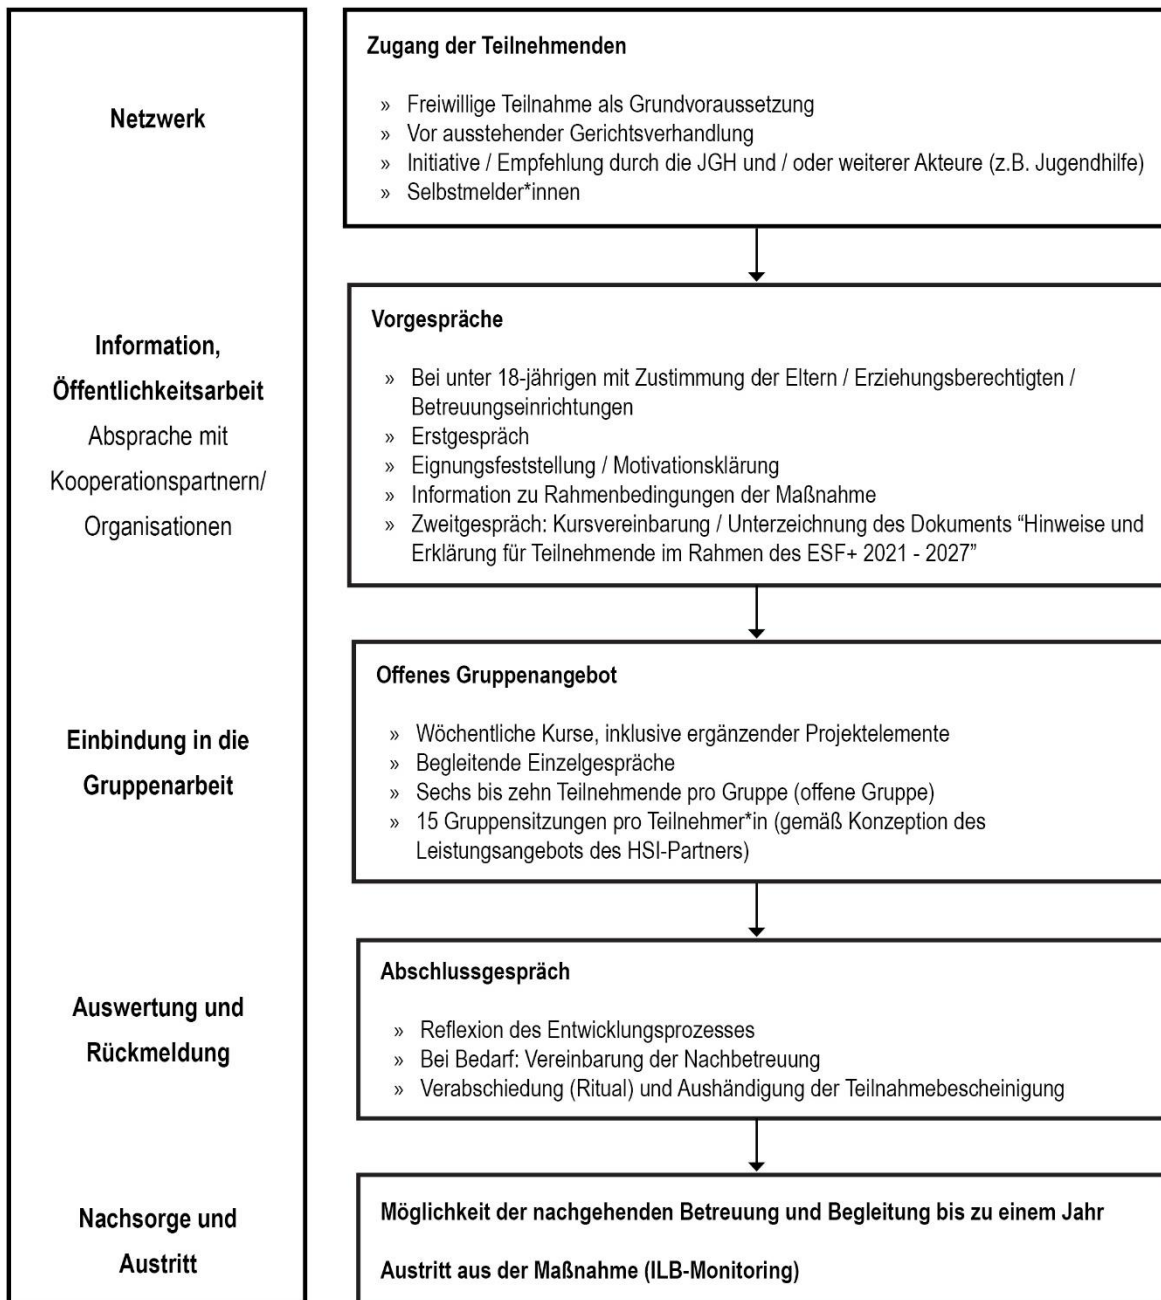 Netzwerk
Zugang der Teilnehmenden
» Freiwillige Teilnahme als Grundvoraussetzung
» Vor ausstehender Gerichtsverhandlung
» Initiative / Empfehlung durch die JGH und / oder weiterer Akteure (z.B. Jugendhilfe)
» Selbstmelder*innen
Information,
Öffentlichkeitsarbeit
Absprache mit
Kooperationspartnern/
Organisationen
Vorgespräche
» Bei unter 18-jährigen mit Zustimmung der Eltern / Erziehungsberechtigten /
Betreuungseinrichtungen
» Erstgespräch
» Eignungsfeststellung / Motivationsklärung
» Information zu Rahmenbedingungen der Maßnahme
» Zweitgespräch: Kursvereinbarung / Unterzeichnung des Dokuments “Hinweise und
Erklärung für Teilnehmende im Rahmen des ESF+ 2021 - 2027”
Einbindung in die
Gruppenarbeit
Offenes Gruppenangebot
» Wöchentliche Kurse, inklusive ergänzender Projektelemente
» Begleitende Einzelgespräche
» Sechs bis zehn Teilnehmende pro Gruppe (offene Gruppe)
» 15 Gruppensitzungen pro Teilnehmer*in (gemäß Konzeption des
Leistungsangebots des HSI-Partners)
Auswertung und
Rückmeldung
Abschlussgespräch
» Reflexion des Entwicklungsprozesses
» Bei Bedarf: Vereinbarung der Nachbetreuung
» Verabschiedung (Ritual) und Aushändigung der Teilnahmebescheinigung
Nachsorge und
Austritt
Möglichkeit der nachgehenden Betreuung und Begleitung bis zu einem Jahr
Austritt aus der Maßnahme (ILB-Monitoring)